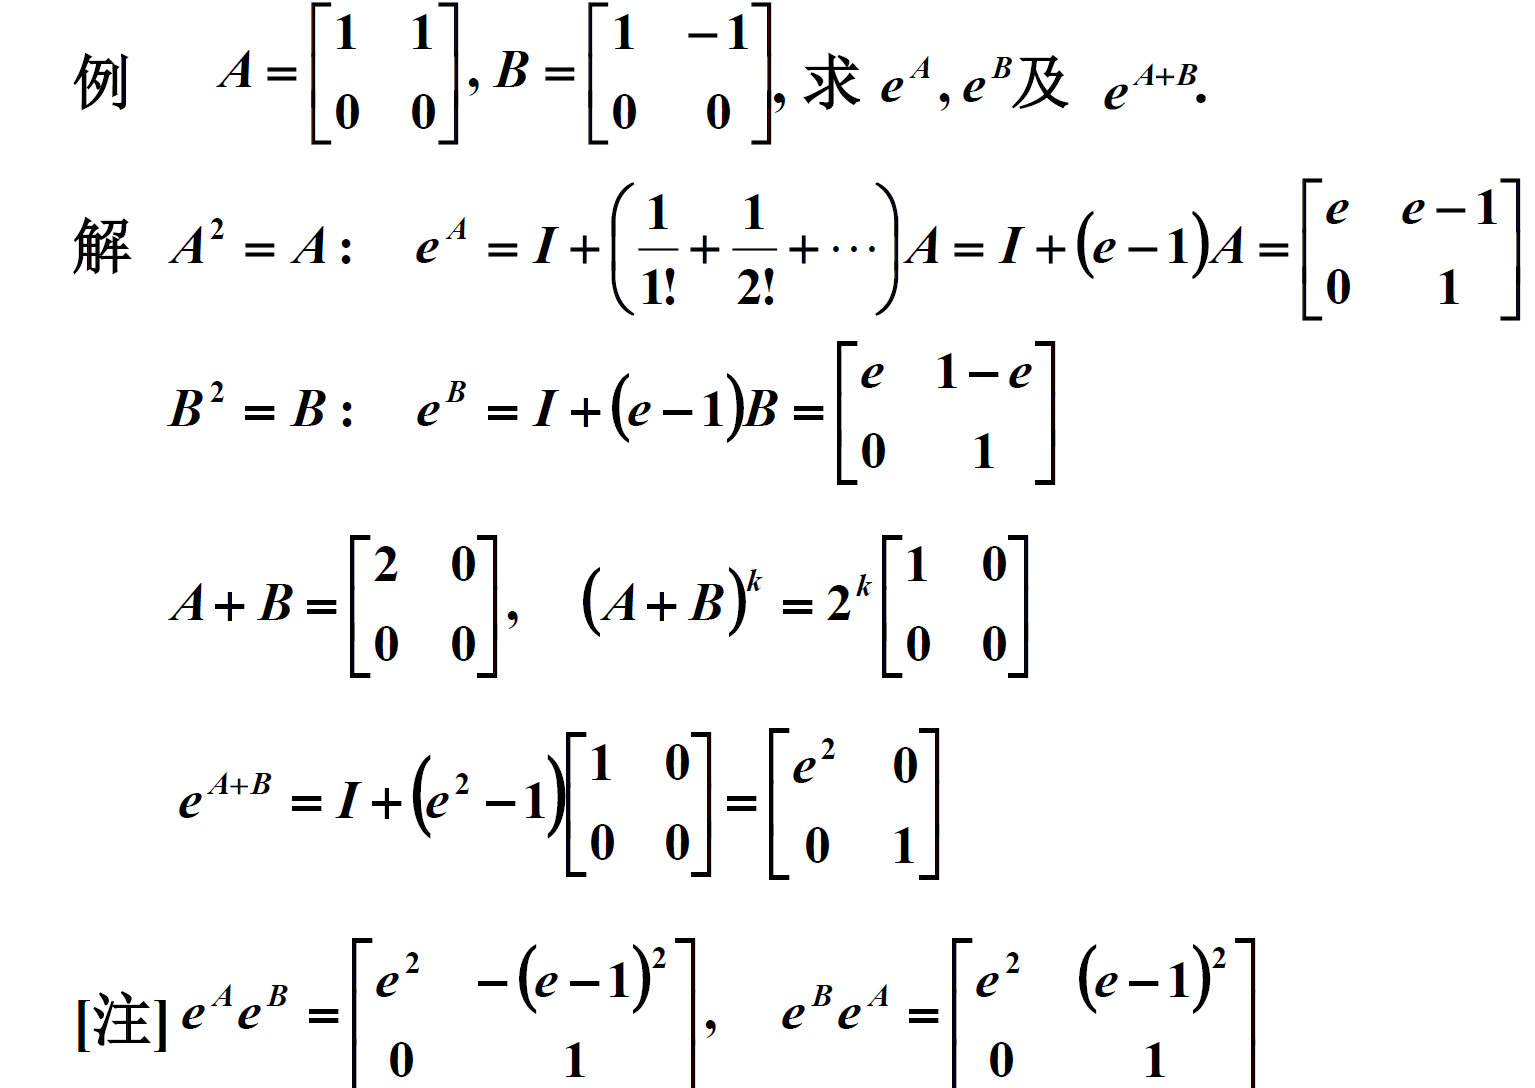 例 A = [1 1; 0 0], B = [1 −1; 0 0], 求 e^A, e^B 及 e^{A+B}.
解 A² = A: e^A = I + (1/1! + 1/2! + ⋯)A = I + (e − 1)A = [e e − 1; 0 1]
B² = B: e^B = I + (e − 1)B = [e 1 − e; 0 1]
A + B = [2 0; 0 0], (A + B)^k = 2^k [1 0; 0 0]
e^{A+B} = I + (e² − 1)[1 0; 0 0] = [e² 0; 0 1]
[注] e^A e^B = [e² −(e − 1)²; 0 1], e^B e^A = [e² (e − 1)²; 0 1]